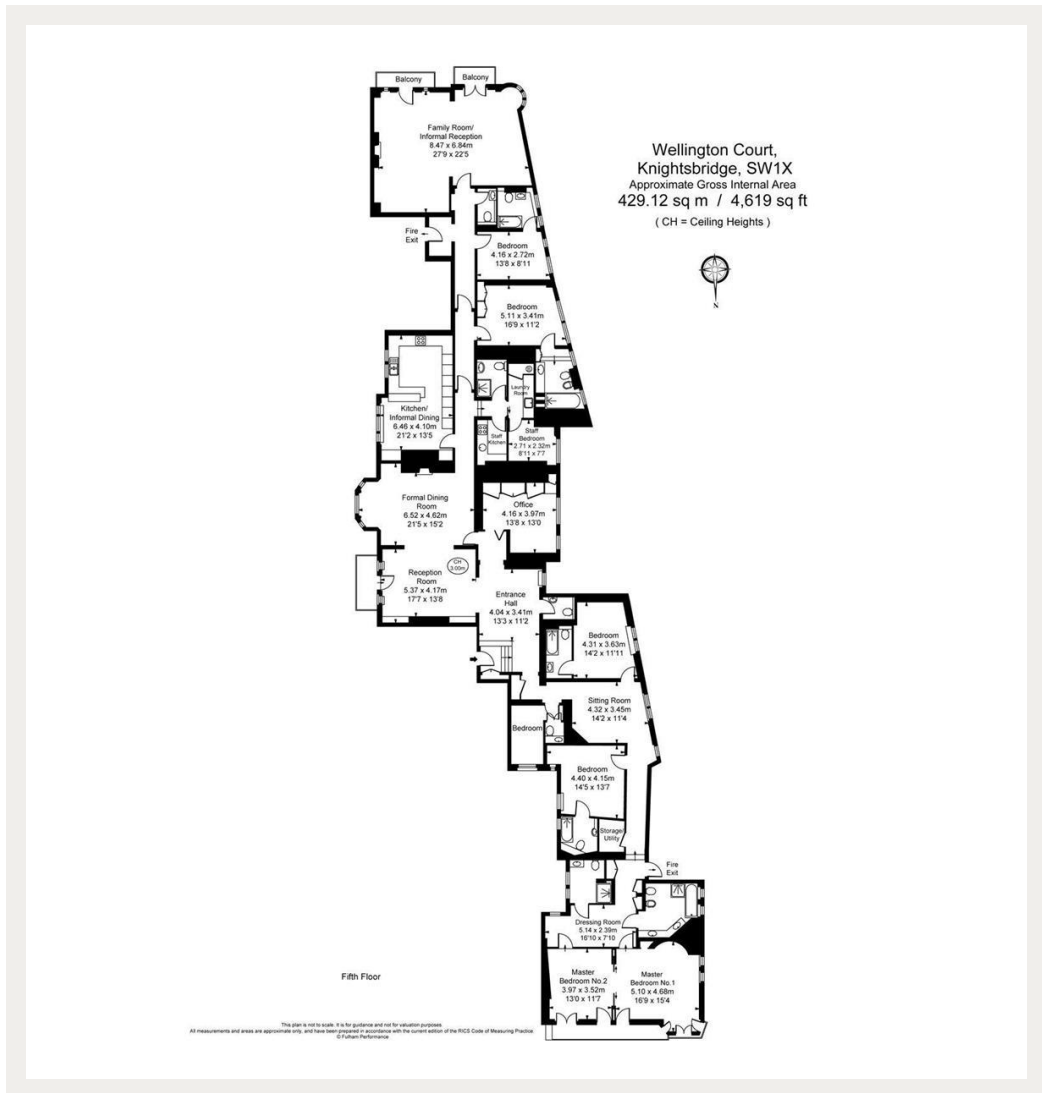 Balcony
Balcony
Family Room/
Informal Reception
8.47 x 6.84m
27'9 x 22'5
Wellington Court,
Knightsbridge, SW1X
Approximate Gross Internal Area
429.12 sq m / 4,619 sq ft
( CH = Ceiling Heights )
N
Fire
Exit
Bedroom
4.16 x 2.72m
13'8 x 8'11
Bedroom
5.11 x 3.41m
16'9 x 11'2
Kitchen/
Informal Dining
6.46 x 4.10m
21'2 x 13'5
Laundry
Room
Staff
Kitchen
Staff
Bedroom
2.71 x 2.32m
8'11 x 7'7
Formal Dining
Room
6.52 x 4.62m
21'5 x 15'2
Office
4.16 x 3.97m
13'8 x 13'0
CH
3.00m
Reception
Room
5.37 x 4.17m
17'7 x 13'8
Entrance
Hall
4.04 x 3.41m
13'3 x 11'2
Bedroom
4.31 x 3.63m
14'2 x 11'11
Sitting Room
4.32 x 3.45m
14'2 x 11'4
Bedroom
Bedroom
4.40 x 4.15m
14'5 x 13'7
Storage/
Utility
Fire
Exit
Dressing Room
5.14 x 2.39m
16'10 x 7'10
Master
Bedroom No.2
3.97 x 3.52m
13'0 x 11'7
Master
Bedroom No.1
5.10 x 4.68m
16'9 x 15'4
Fifth Floor
This plan is not to scale. It is for guidance and not for valuation purposes
All measurements and areas are approximate only, and have been prepared in accordance with the current edition of the RICS Code of Measuring Practice
© Fulham Performance